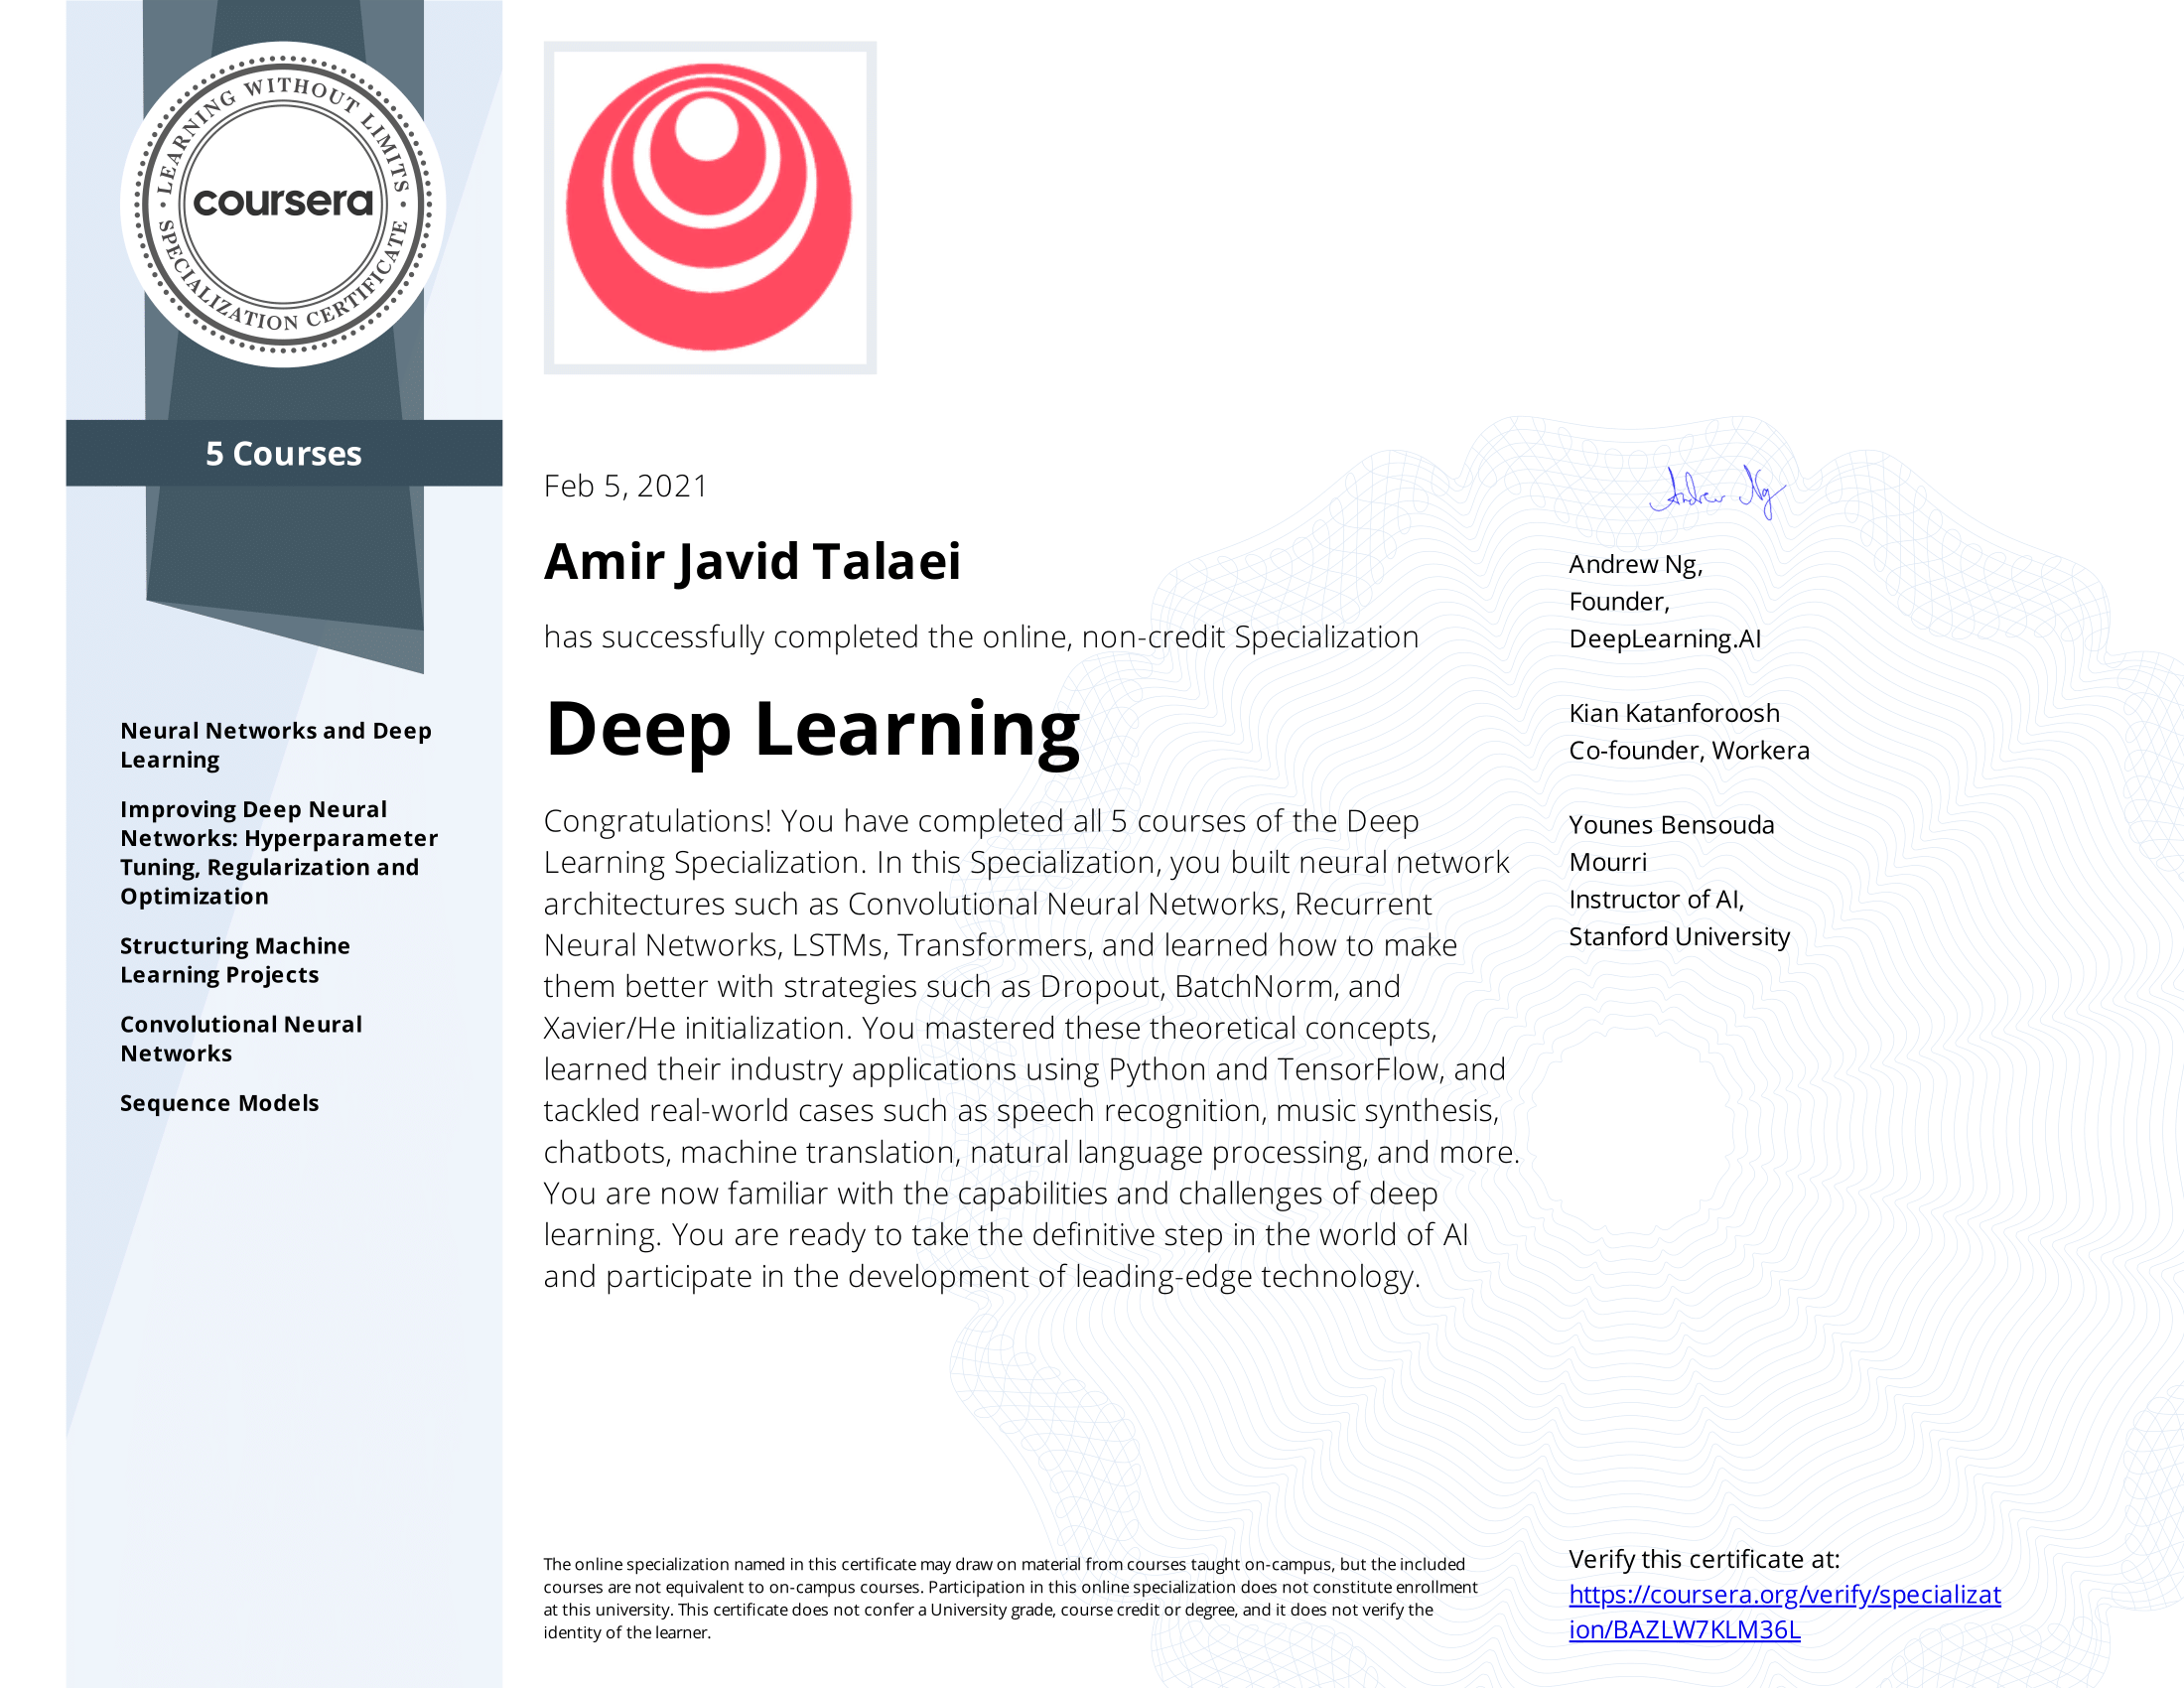 LEARNING WITHOUT LIMITS
coursera
SPECIALIZATION CERTIFICATE
5 Courses
Neural Networks and Deep
Learning
Improving Deep Neural
Networks: Hyperparameter
Tuning, Regularization and
Optimization
Structuring Machine
Learning Projects
Convolutional Neural
Networks
Sequence Models
Feb 5, 2021
Amir Javid Talaei
has successfully completed the online, non-credit Specialization
Deep Learning
Congratulations! You have completed all 5 courses of the Deep
Learning Specialization. In this Specialization, you built neural network
architectures such as Convolutional Neural Networks, Recurrent
Neural Networks, LSTMs, Transformers, and learned how to make
them better with strategies such as Dropout, BatchNorm, and
Xavier/He initialization. You mastered these theoretical concepts,
learned their industry applications using Python and TensorFlow, and
tackled real-world cases such as speech recognition, music synthesis,
chatbots, machine translation, natural language processing, and more.
You are now familiar with the capabilities and challenges of deep
learning. You are ready to take the definitive step in the world of AI
and participate in the development of leading-edge technology.
Andrew Ng
Andrew Ng,
Founder,
DeepLearning.AI
Kian Katanforoosh
Co-founder, Workera
Younes Bensouda
Mourri
Instructor of AI,
Stanford University
The online specialization named in this certificate may draw on material from courses taught on-campus, but the included
courses are not equivalent to on-campus courses. Participation in this online specialization does not constitute enrollment
at this university. This certificate does not confer a University grade, course credit or degree, and it does not verify the
identity of the learner.
Verify this certificate at:
https://coursera.org/verify/specializat
ion/BAZLW7KLM36L